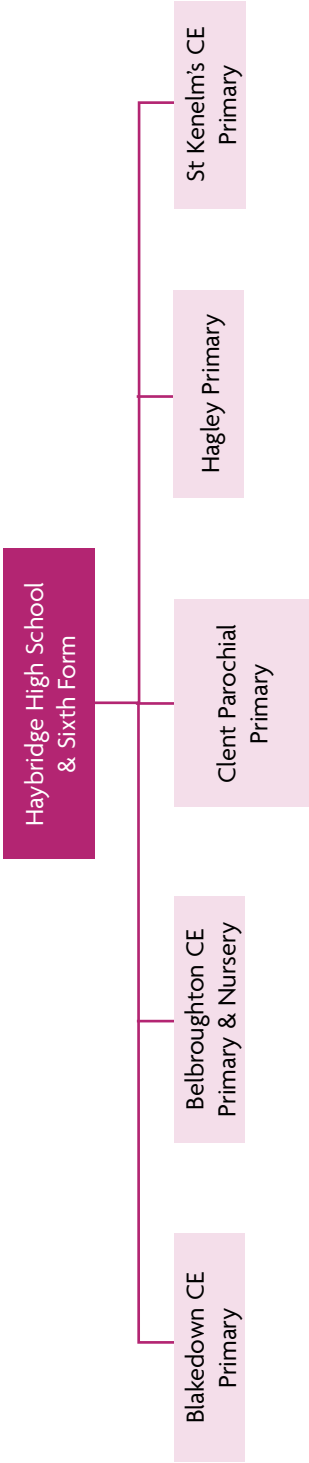 Haybridge High School
& Sixth Form
Blakedown CE
Primary
Belbroughton CE
Primary & Nursery
Clent Parochial
Primary
Hagley Primary
St Kenelm's CE
Primary